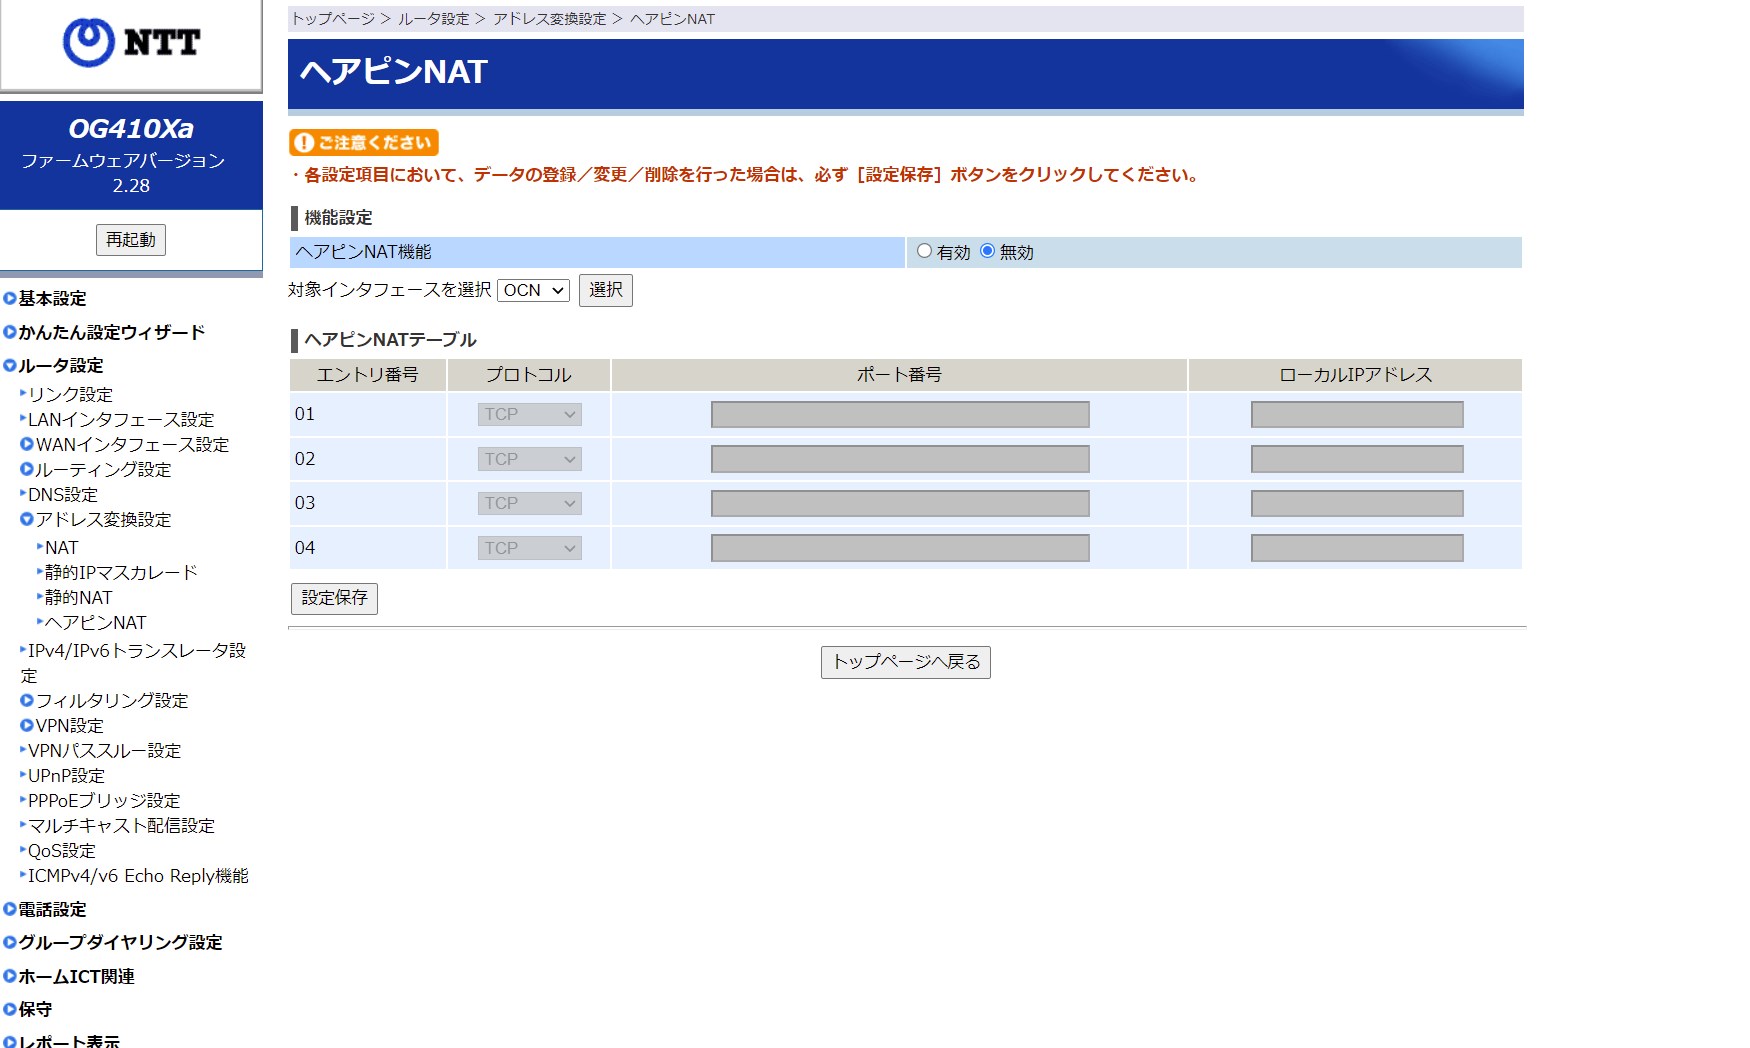 NTT
OG410Xa
ファームウェアバージョン
2.28
再起動
基本設定
かんたん設定ウィザード
ルータ設定
リンク設定
LANインタフェース設定
WANインタフェース設定
ルーティング設定
DNS設定
アドレス変換設定
NAT
静的IPマスカレード
静的NAT
ヘアピンNAT
IPv4/IPv6トランスレータ設
定
フィルタリング設定
VPN設定
VPNパススルー設定
UPnP設定
PPPoEブリッジ設定
マルチキャスト配信設定
QoS設定
ICMPv4/v6 Echo Reply機能
電話設定
グループダイヤリング設定
ホームICT関連
保守
レポート表示
トップページ ＞ ルータ設定 ＞ アドレス変換設定 ＞ ヘアピンNAT
ヘアピンNAT
ご注意ください
・各設定項目において、データの登録／変更／削除を行った場合は、必ず［設定保存］ボタンをクリックしてください。
機能設定
ヘアピンNAT機能 有効 無効
対象インタフェースを選択 OCN 選択
ヘアピンNATテーブル
エントリ番号 プロトコル ポート番号 ローカルIPアドレス
01 TCP
02 TCP
03 TCP
04 TCP
設定保存
トップページへ戻る